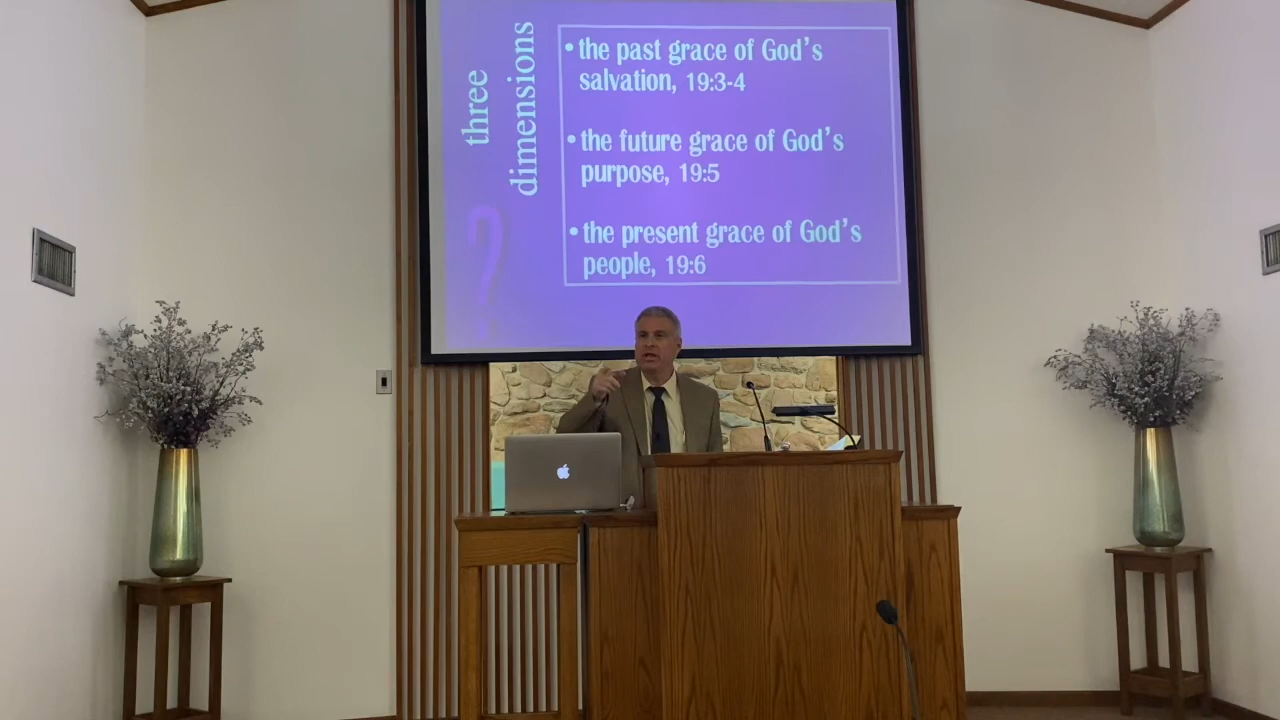 three
dimensions
• the past grace of God's
salvation, 19:3-4
• the future grace of God's
purpose, 19:5
• the present grace of God's
people, 19:6
?